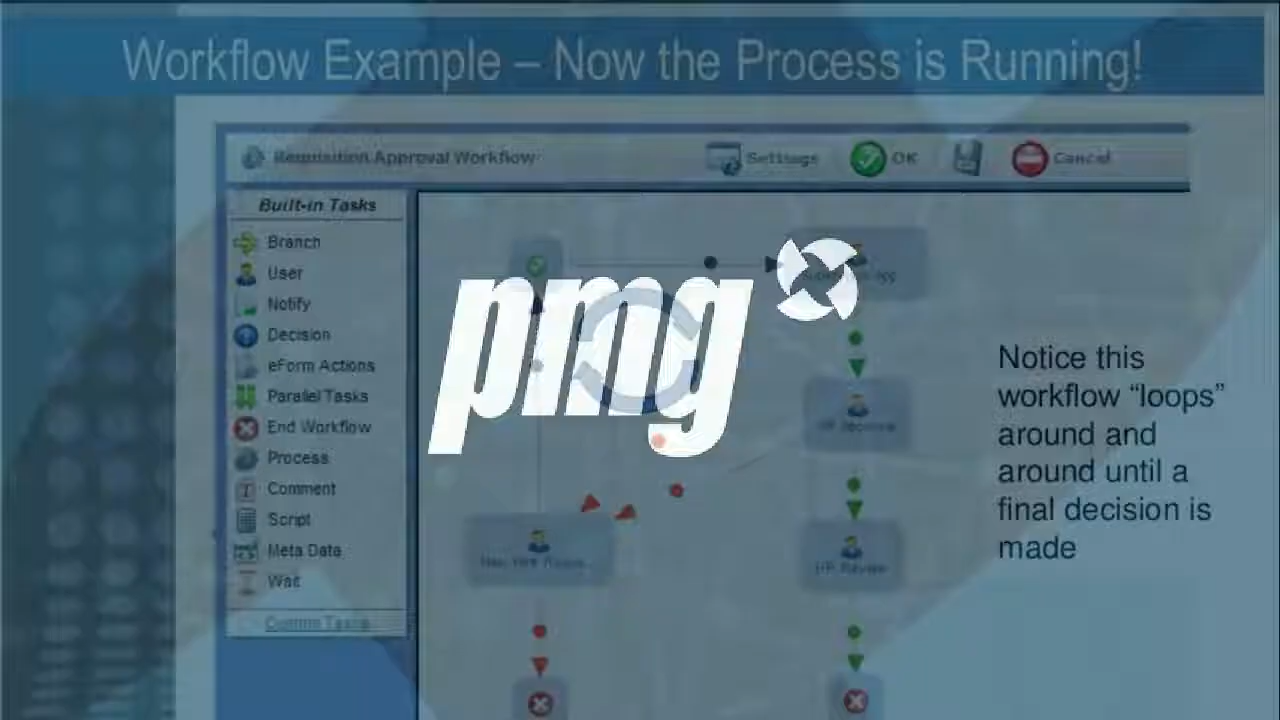 Workflow Example – Now the Process is Running!
Requisition Approval Workflow
Settings
OK
Cancel
Built-in Tasks
Branch
User
Notify
Decision
eForm Actions
Parallel Tasks
End Workflow
Process
Comment
Script
Meta Data
Wait
Custom Tasks
pmg
HR Review
Notice this
workflow “loops”
around and
around until a
final decision is
made